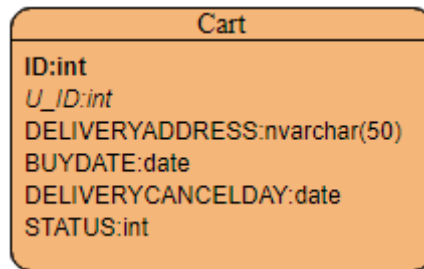 Cart
ID:int
U_ID:int
DELIVERYADDRESS:nvarchar(50)
BUYDATE:date
DELIVERYCANCELDAY:date
STATUS:int